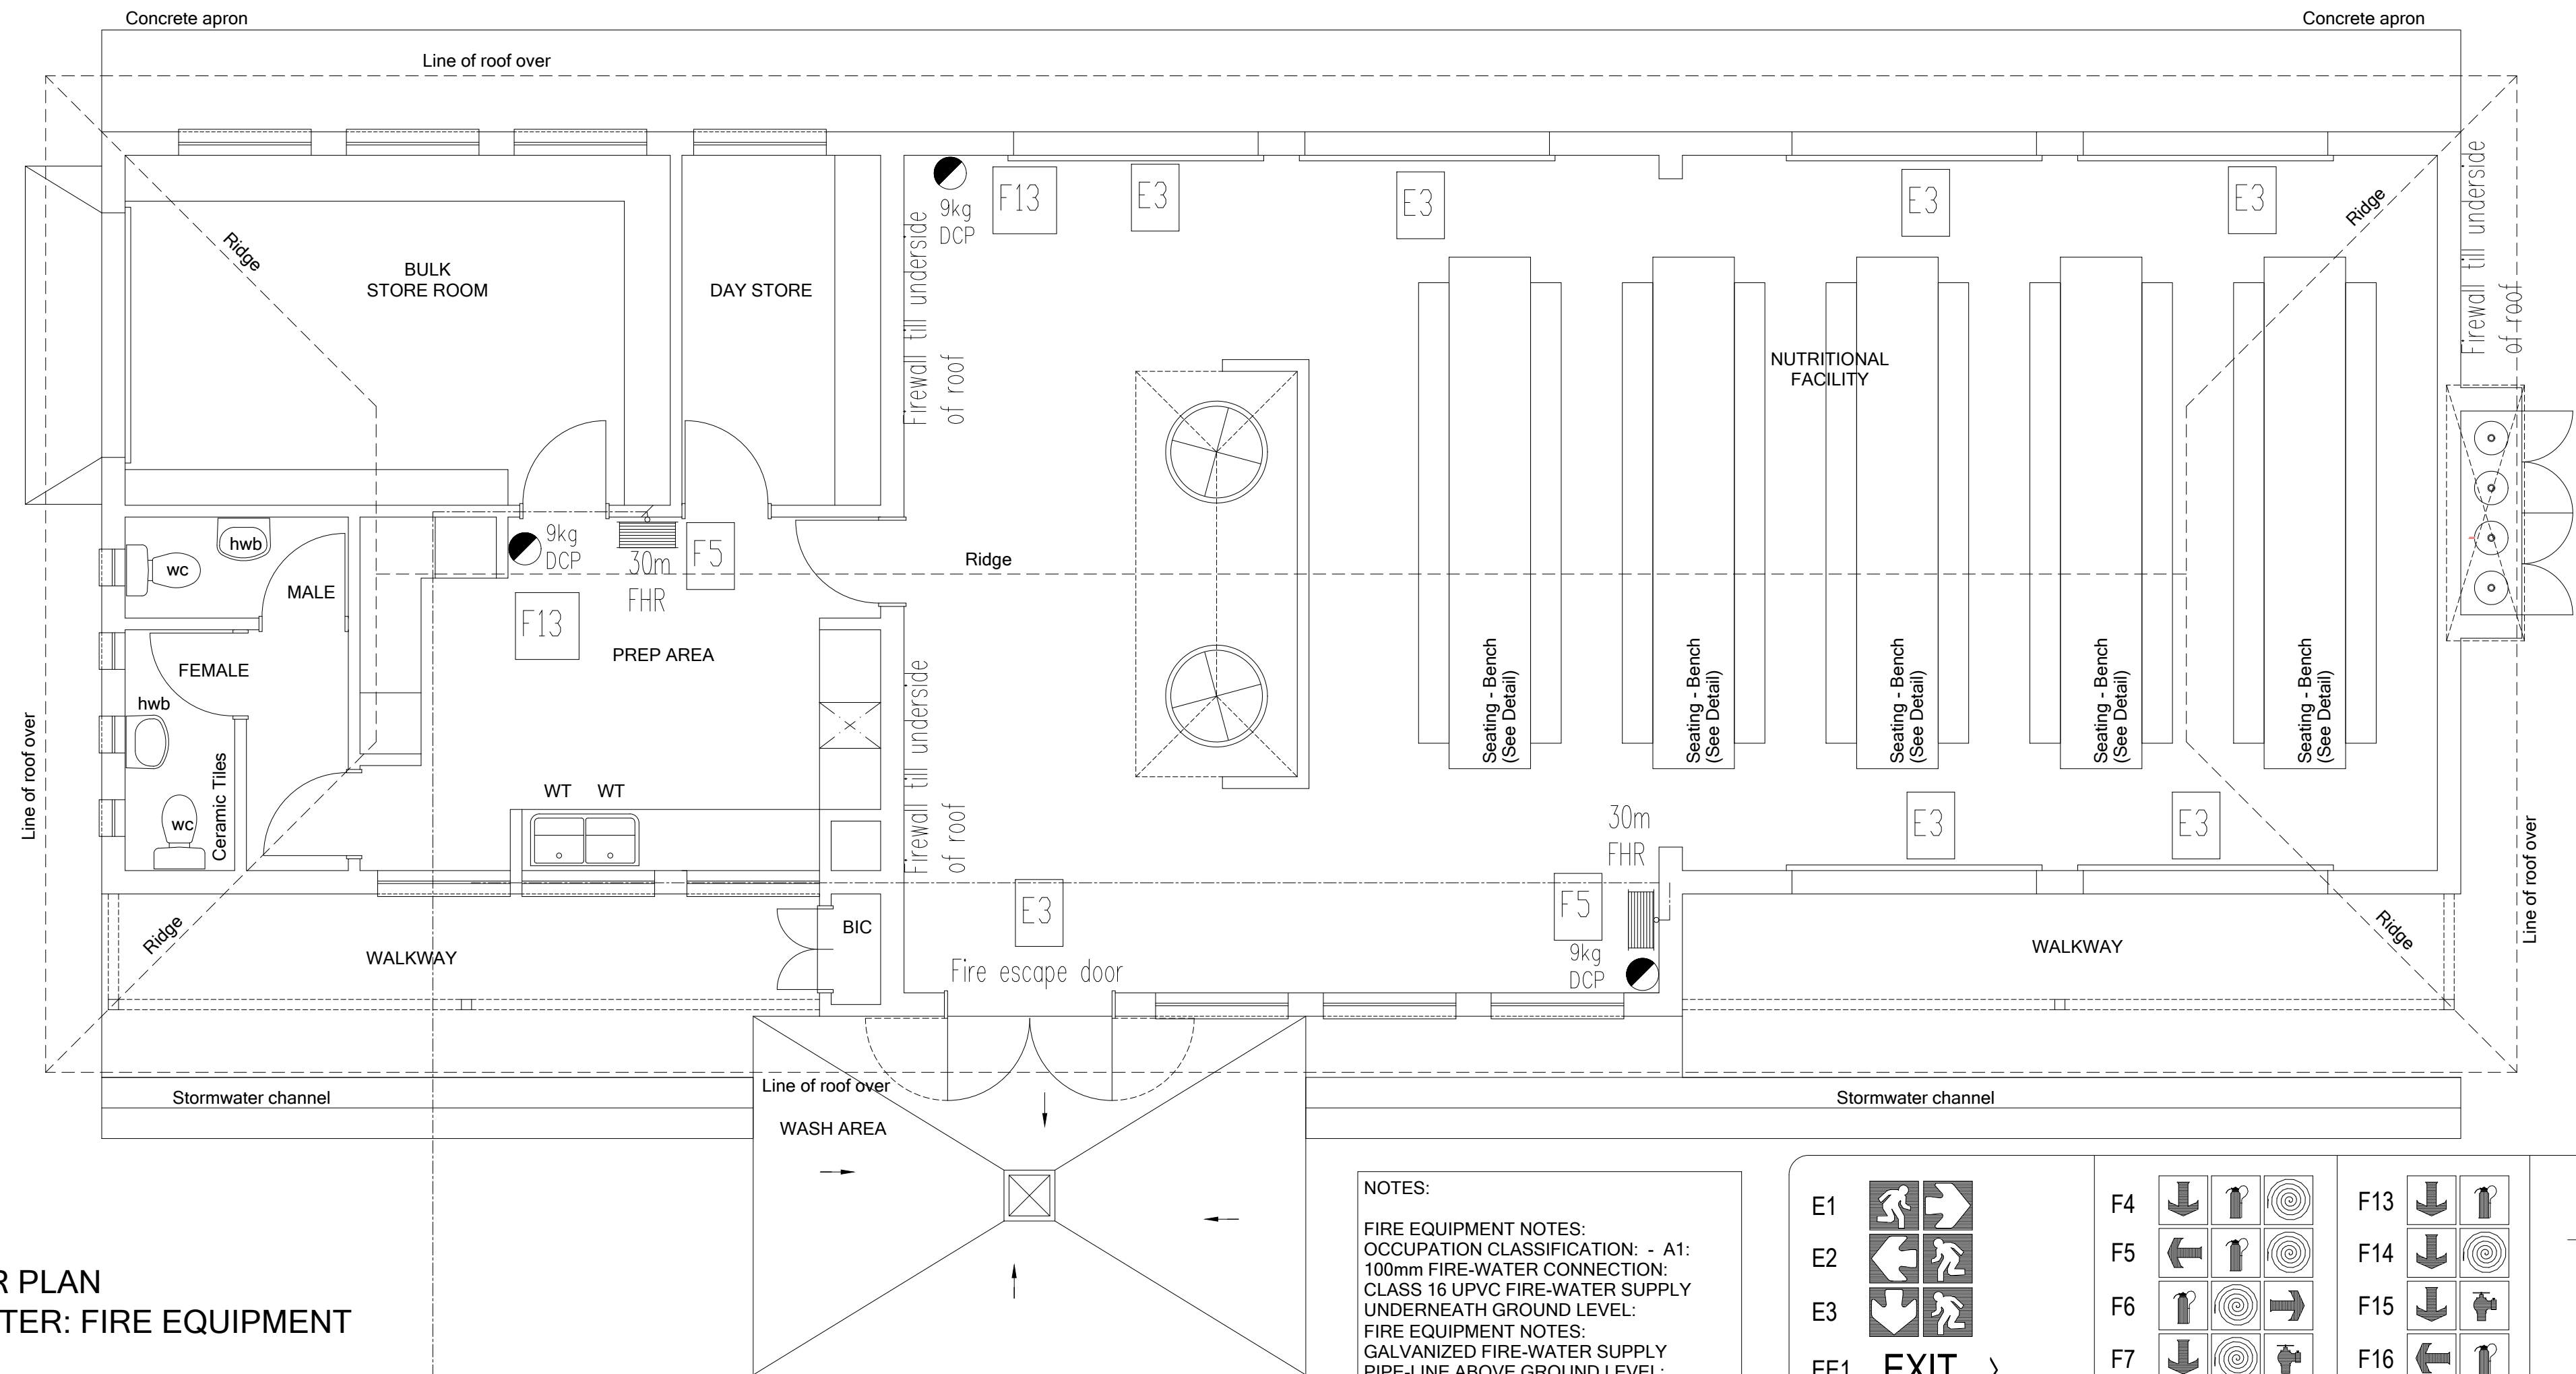 Concrete apron
Concrete apron
Line of roof over
Ridge
BULK
STORE ROOM
DAY STORE
9kg
DCP
F13
E3
E3
E3
E3
Ridge
Firewall till underside
of roof
Firewall till underside
of roof
NUTRITIONAL
FACILITY
hwb
wc
MALE
9kg
DCP
30m
FHR
F5
F13
PREP AREA
Ridge
FEMALE
hwb
wc
Ceramic Tiles
WT WT
Firewall till underside
of roof
Seating - Bench
(See Detail)
Seating - Bench
(See Detail)
Seating - Bench
(See Detail)
Seating - Bench
(See Detail)
Seating - Bench
(See Detail)
Line of roof over
Line of roof over
30m
FHR
E3
E3
E3
F5
9kg
DCP
Fire escape door
BIC
Ridge
WALKWAY
WALKWAY
Ridge
Stormwater channel
Line of roof over
Stormwater channel
WASH AREA
R PLAN
TER: FIRE EQUIPMENT
NOTES:
FIRE EQUIPMENT NOTES:
OCCUPATION CLASSIFICATION: - A1:
100mm FIRE-WATER CONNECTION:
CLASS 16 UPVC FIRE-WATER SUPPLY
UNDERNEATH GROUND LEVEL:
FIRE EQUIPMENT NOTES:
GALVANIZED FIRE-WATER SUPPLY
PIPE-LINE ABOVE GROUND LEVEL:
E1
E2
E3
EE1 EXIT
F4
F5
F6
F7
F13
F14
F15
F16